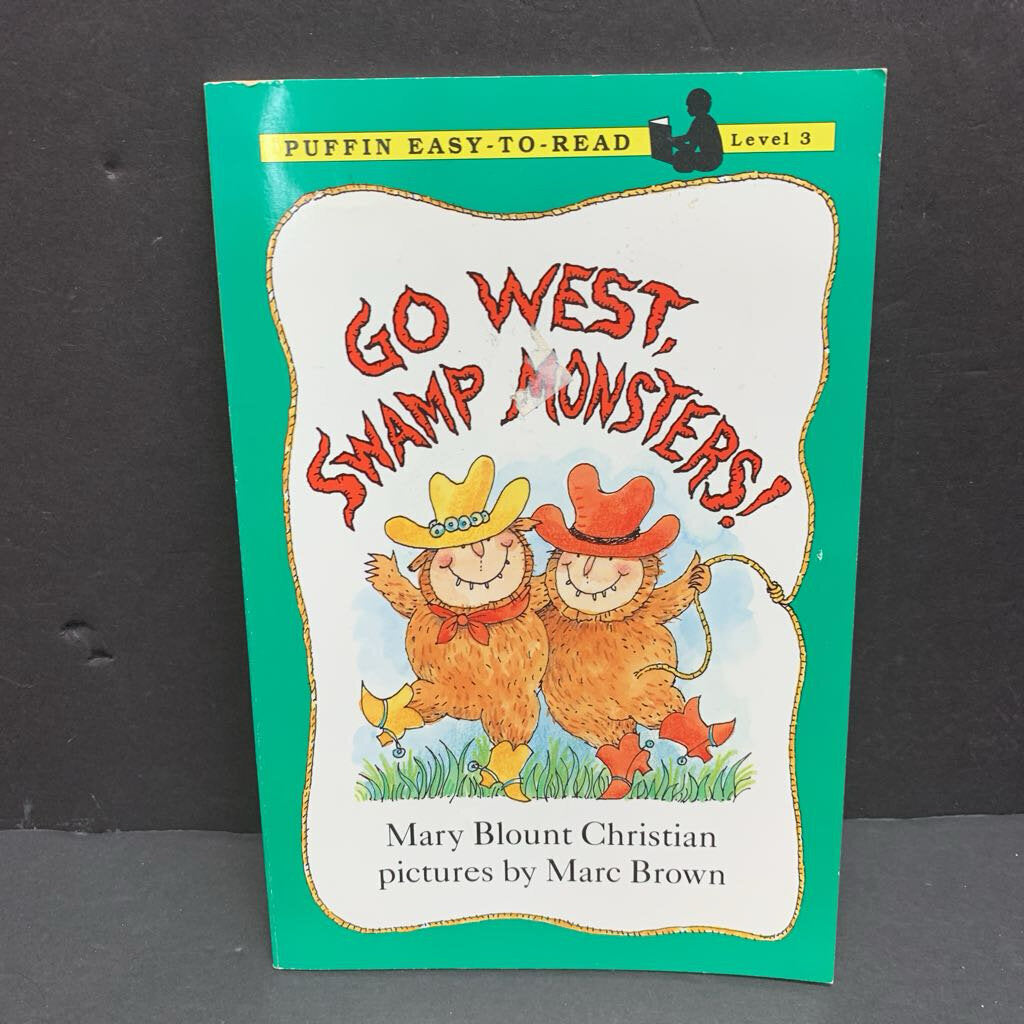 PUFFIN EASY-TO-READ Level 3
GO WEST,
SWAMP MONSTERS!
Mary Blount Christian
pictures by Marc Brown